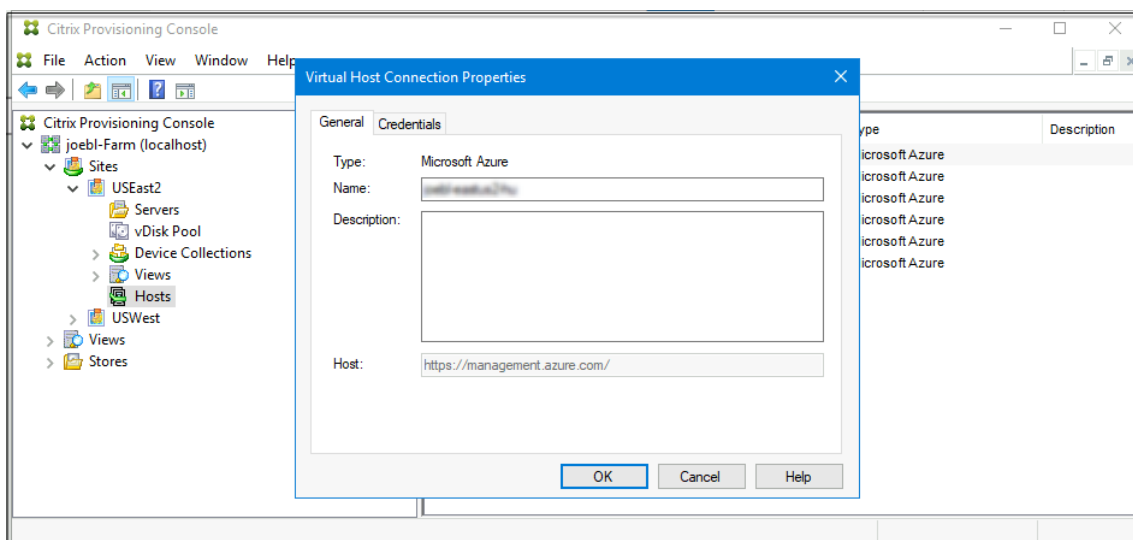 Citrix Provisioning Console
File Action View Window Help
Virtual Host Connection Properties
General Credentials
Type: Microsoft Azure
Name:
Description:
Host: https://management.azure.com/
OK Cancel Help
Citrix Provisioning Console
joebl-Farm (localhost)
Sites
USEast2
Servers
vDisk Pool
Device Collections
Views
Hosts
USWest
Views
Stores
ype Description
icrosoft Azure
icrosoft Azure
icrosoft Azure
icrosoft Azure
icrosoft Azure
icrosoft Azure